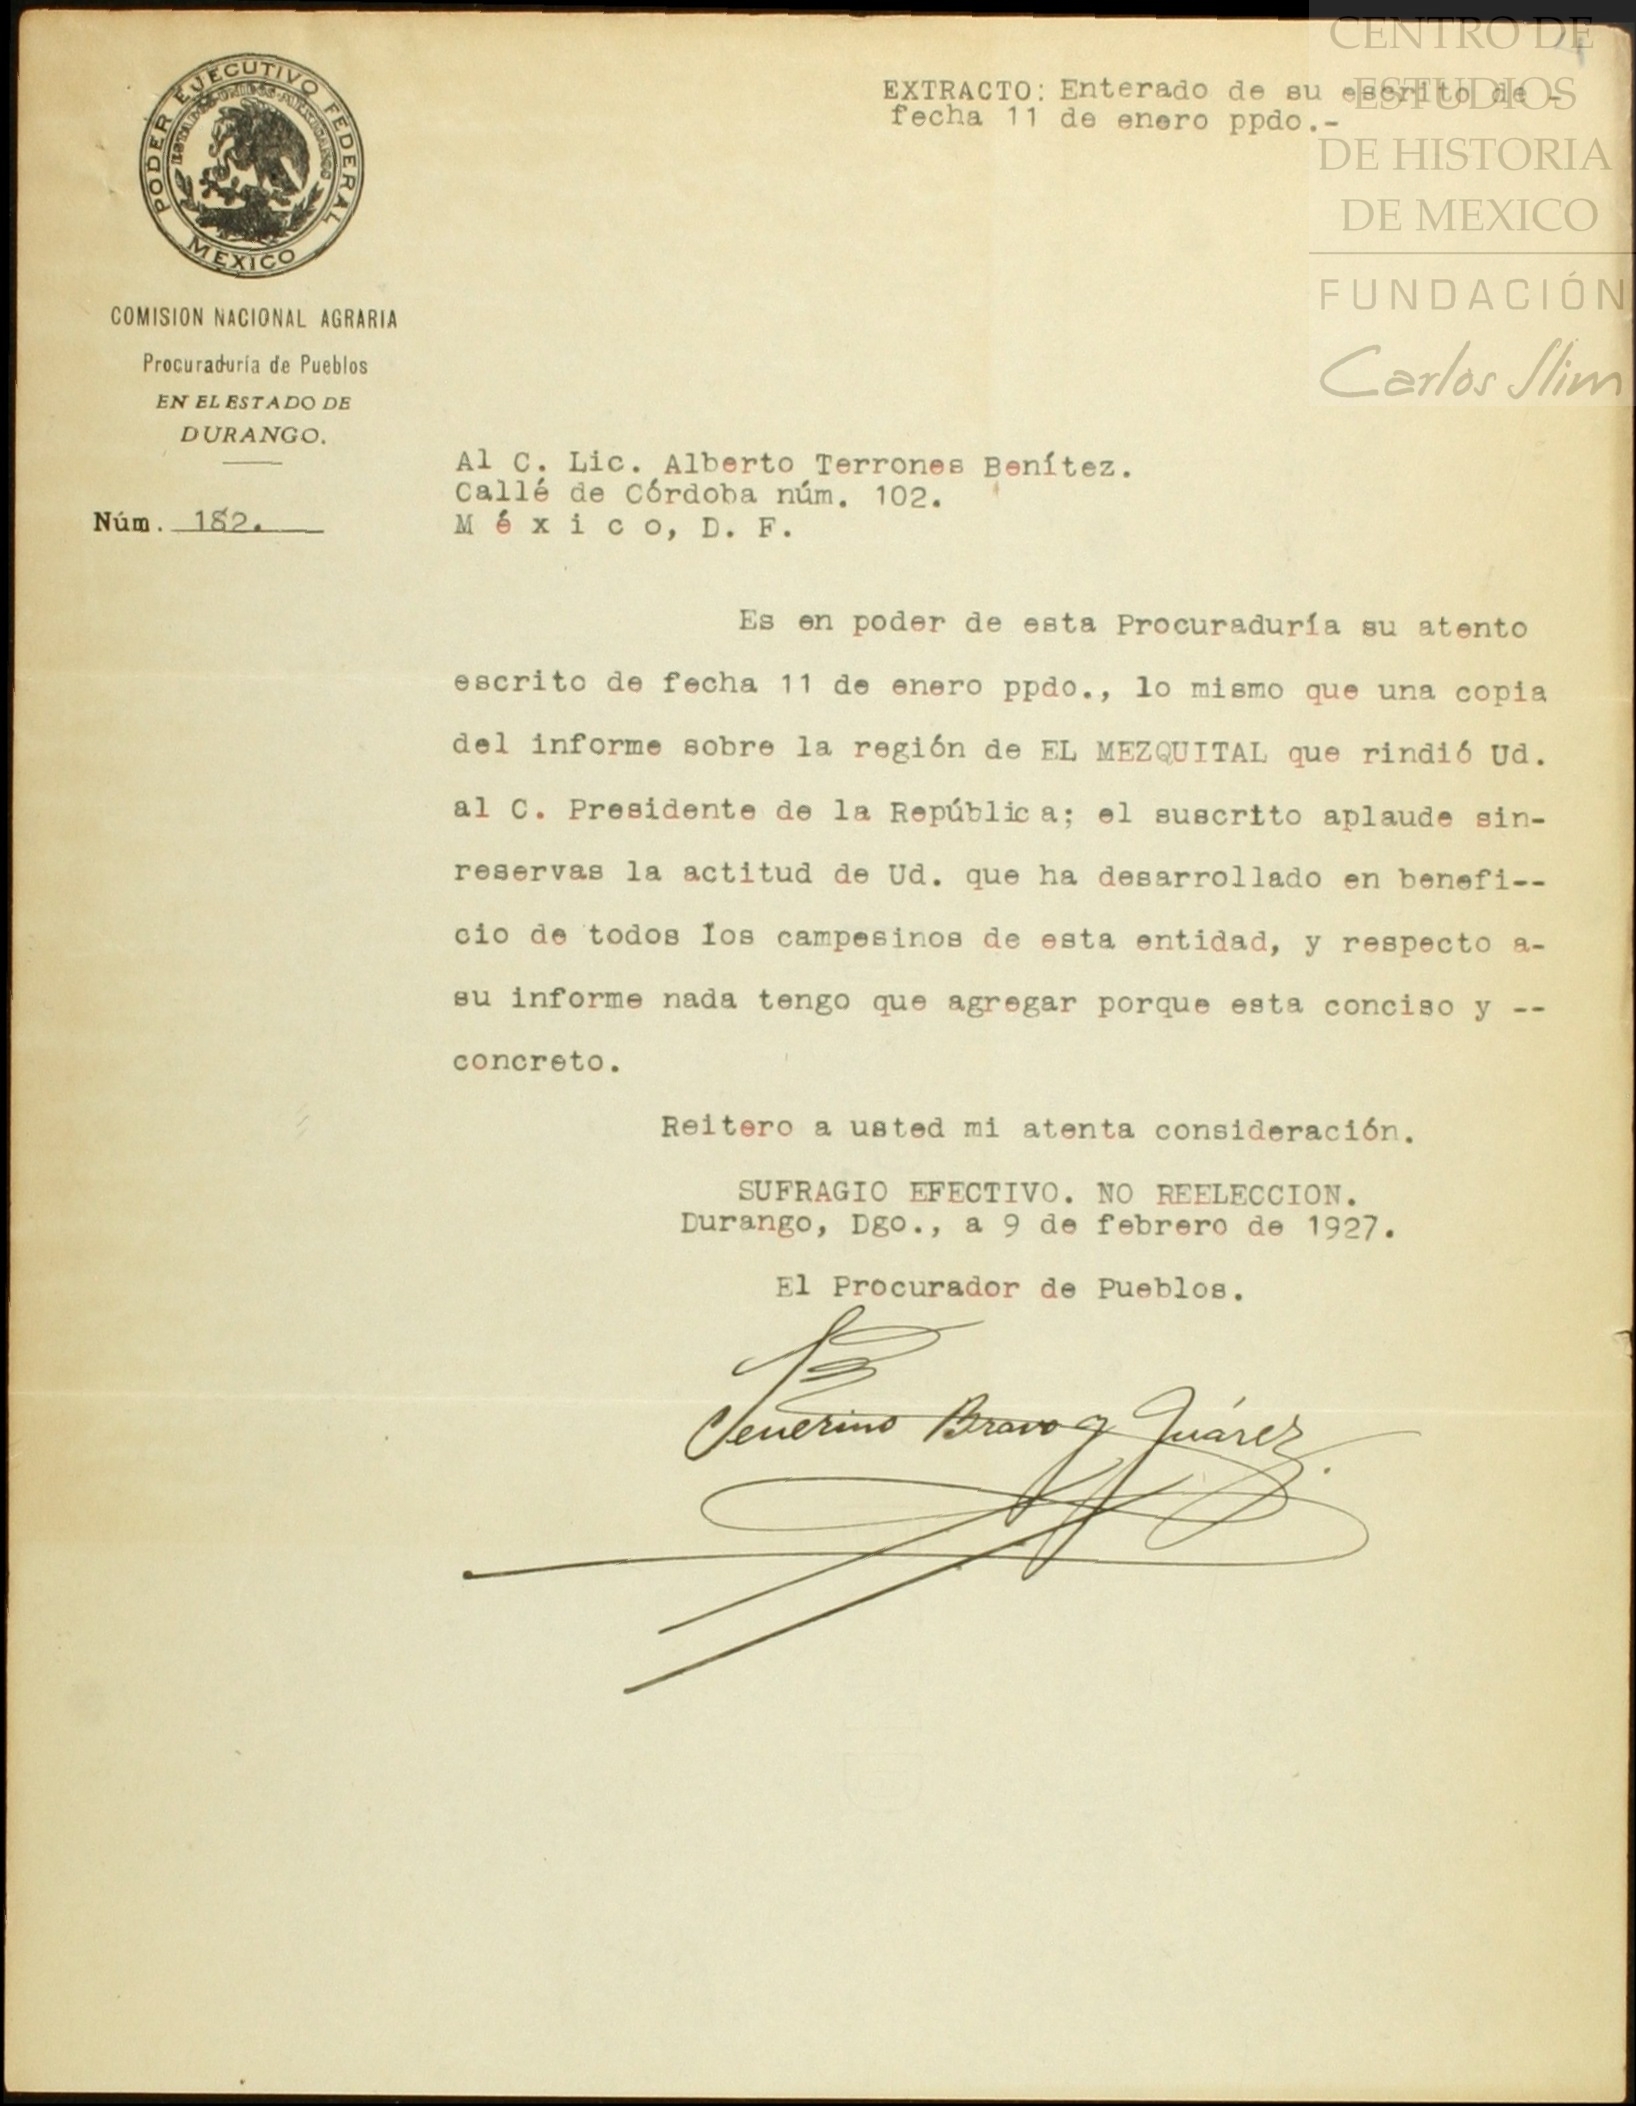 CENTRO DE
ESTUDIOS
DE HISTORIA
DE MEXICO
FUNDACIÓN
Carlos Slim
PODER EJECUTIVO FEDERAL
ESTADOS UNIDOS MEXICANOS
MEXICO
EXTRACTO: Enterado de su escrito de -
fecha 11 de enero ppdo.-
COMISION NACIONAL AGRARIA
Procuraduría de Pueblos
EN EL ESTADO DE
DURANGO.
Núm. 182.
Al C. Lic. Alberto Terrones Benítez.
Callé de Córdoba núm. 102.
M é x i c o, D. F.
Es en poder de esta Procuraduría su atento
escrito de fecha 11 de enero ppdo., lo mismo que una copia
del informe sobre la región de EL MEZQUITAL que rindió Ud.
al C. Presidente de la República; el suscrito aplaude sin-
reservas la actitud de Ud. que ha desarrollado en benefi--
cio de todos los campesinos de esta entidad, y respecto a-
su informe nada tengo que agregar porque esta conciso y --
concreto.
Reitero a usted mi atenta consideración.
SUFRAGIO EFECTIVO. NO REELECCION.
Durango, Dgo., a 9 de febrero de 1927.
El Procurador de Pueblos.
Severino Bravo y Juárez.